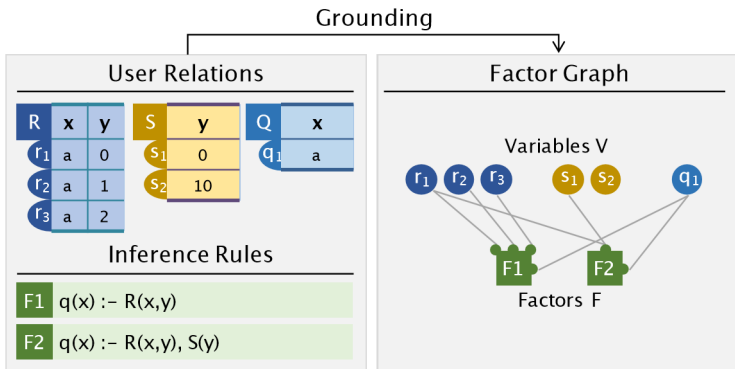 Grounding
User Relations
R x y
r1 a 0
r2 a 1
r3 a 2
S y
s1 0
s2 10
Q x
q1 a
Inference Rules
F1 q(x) :- R(x,y)
F2 q(x) :- R(x,y), S(y)
Factor Graph
Variables V
r1 r2 r3 s1 s2 q1
F1 F2
Factors F